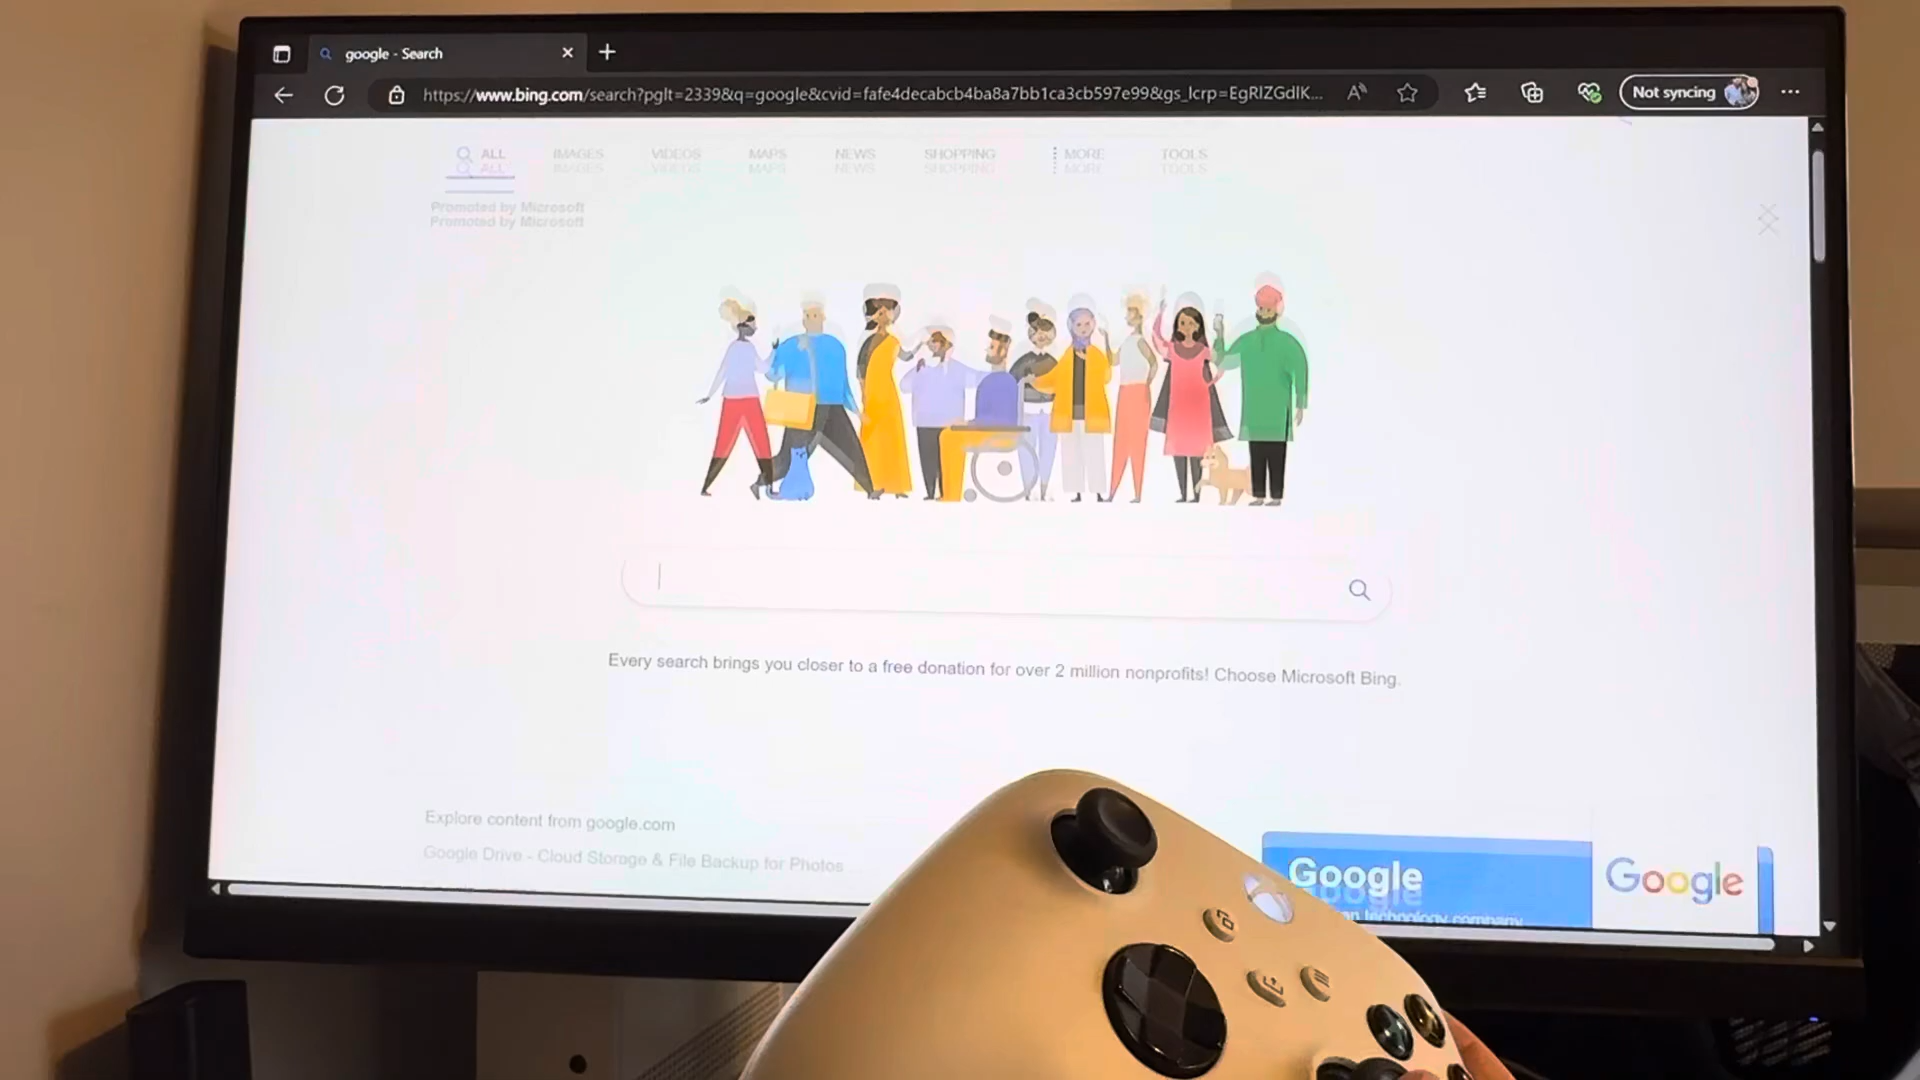 google - Search
https://www.bing.com/search?pglt=2339&q=google&cvid=fafe4decabcb4ba8a7bb1ca3cb597e99&gs_lcrp=EgRlZGdlK...
Not syncing
ALL IMAGES VIDEOS MAPS NEWS SHOPPING MORE TOOLS
Promoted by Microsoft
Every search brings you closer to a free donation for over 2 million nonprofits! Choose Microsoft Bing.
Explore content from google.com
Google Drive - Cloud Storage & File Backup for Photos
Google
technology company
Google